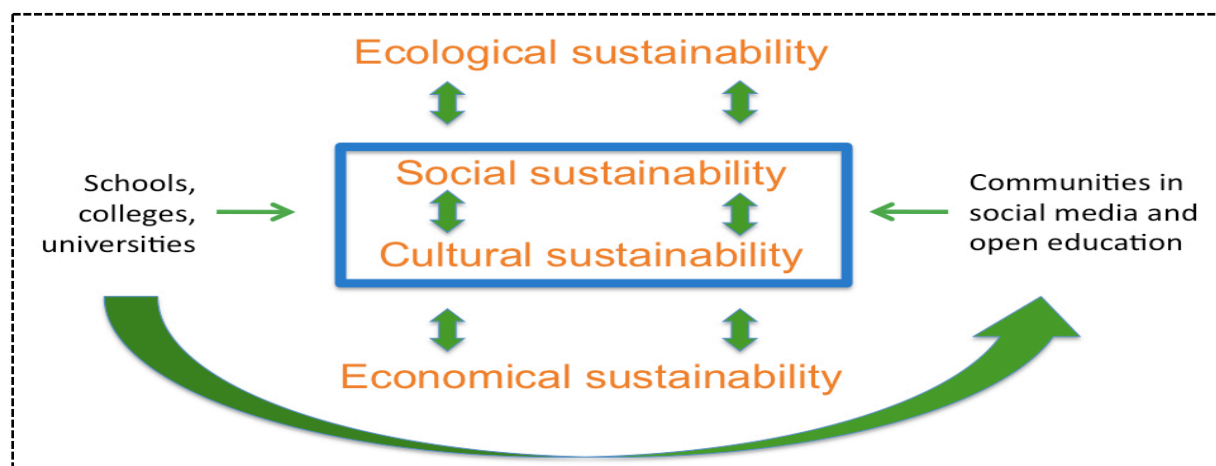 Ecological sustainability
Social sustainability
Cultural sustainability
Economical sustainability
Schools,
colleges,
universities
Communities in
social media and
open education